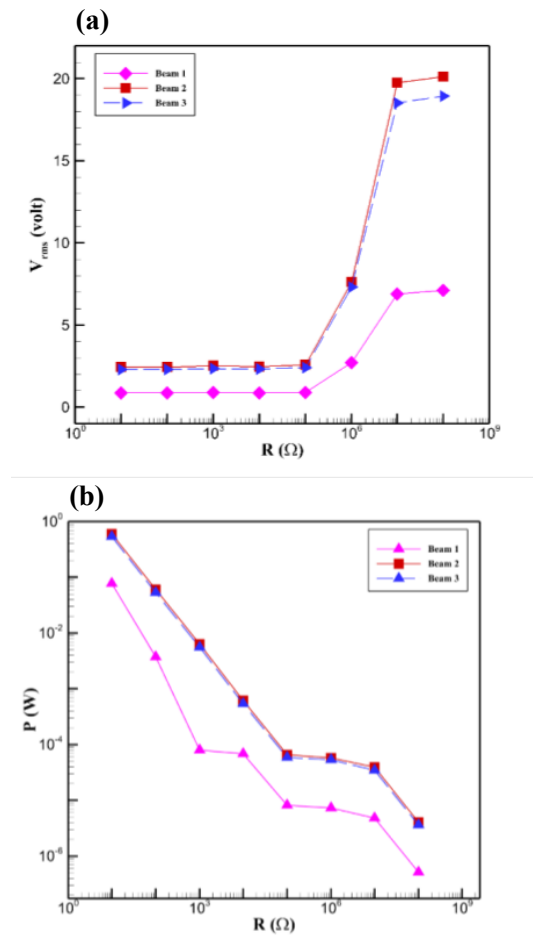 (a)
20
15
10
5
0
V_rms (volt)
Beam 1
Beam 2
Beam 3
10^0
10^3
10^6
10^9
R (Ω)
(b)
10^0
10^-2
10^-4
10^-6
P (W)
Beam 1
Beam 2
Beam 3
10^0
10^3
10^6
10^9
R (Ω)